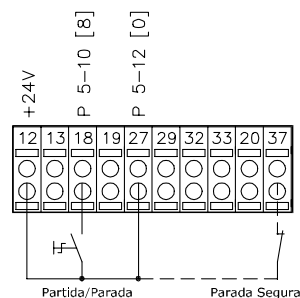 +24V
P 5-10 [8]
P 5-12 [0]
12 13 18 19 27 29 32 33 20 37
Partida/Parada
Parada Segura